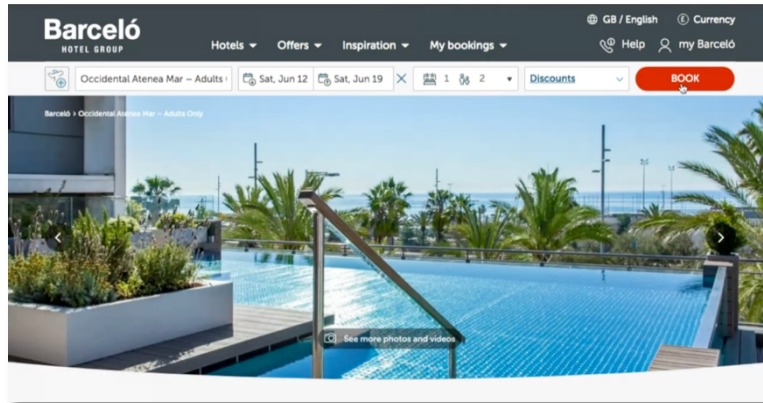 Barceló
HOTEL GROUP
GB / English
Currency
Hotels
Offers
Inspiration
My bookings
Help
my Barceló
Occidental Atenea Mar – Adults
Sat, Jun 12
Sat, Jun 19
1
2
Discounts
BOOK
Barceló > Occidental Atenea Mar – Adults Only
See more photos and videos